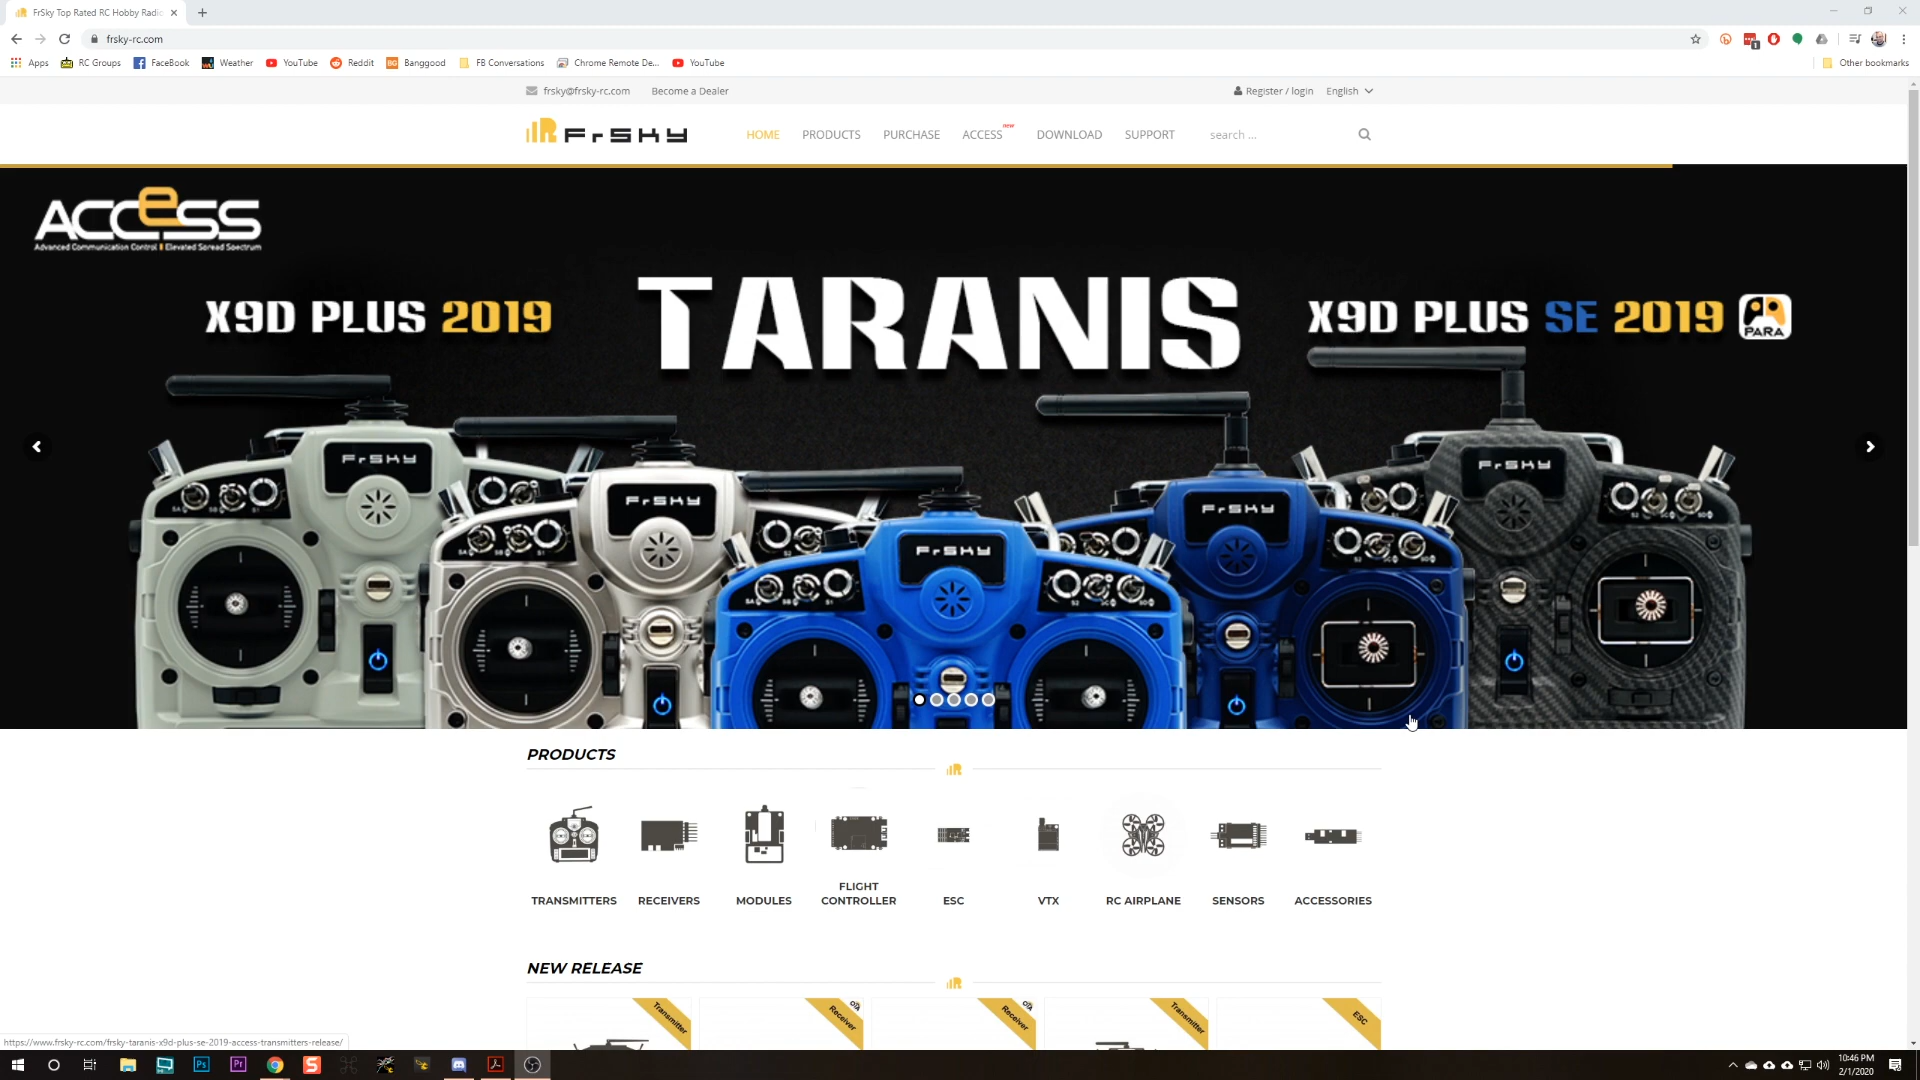 FrSky Top Rated RC Hobby Radio
frsky-rc.com
Apps RC Groups FaceBook Weather YouTube Reddit Banggood FB Conversations Chrome Remote De... YouTube Other bookmarks
frsky@frsky-rc.com Become a Dealer Register / login English
FrSKY HOME PRODUCTS PURCHASE ACCESS new DOWNLOAD SUPPORT search ...
ACCeSS
Advanced Communication Control Elevated Spread Spectrum
TARANIS
X9D PLUS 2019
X9D PLUS SE 2019 PARA
FrSKY
FrSKY
FrSKY
FrSKY
FrSKY
PRODUCTS
TRANSMITTERS RECEIVERS MODULES FLIGHT CONTROLLER ESC VTX RC AIRPLANE SENSORS ACCESSORIES
NEW RELEASE
Transmitter Receiver OTA Receiver OTA Transmitter ESC
https://www.frsky-rc.com/frsky-taranis-x9d-plus-se-2019-access-transmitters-release/
10:46 PM
2/1/2020